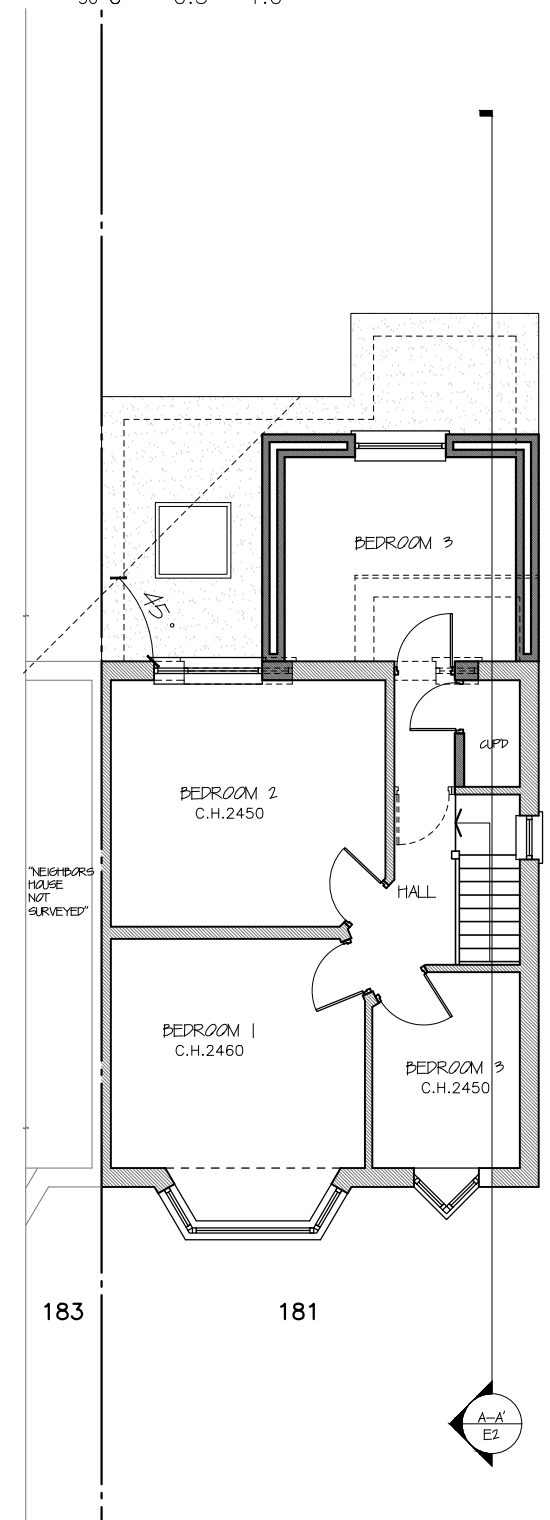 45°
BEDROOM 3
CUP'D
BEDROOM 2
C.H.2450
"NEIGHBORS
HOUSE
NOT
SURVEYED"
HALL
BEDROOM 1
C.H.2460
BEDROOM 3
C.H.2450
183
181
A-A'
E2